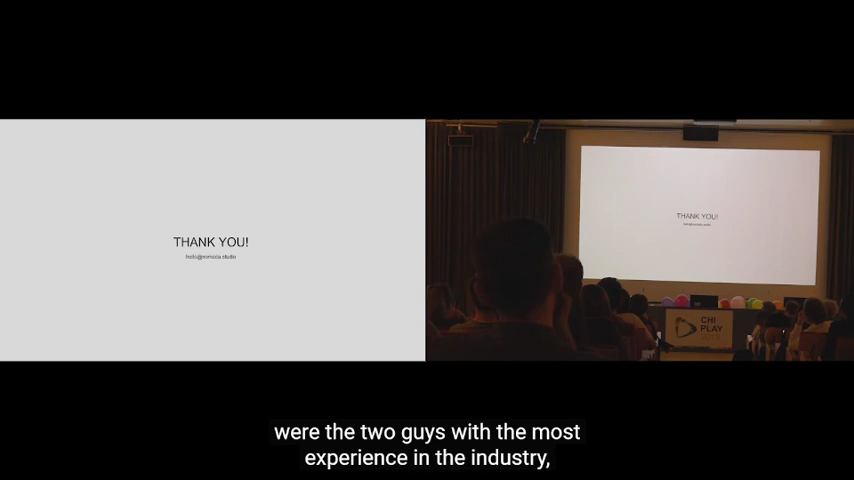 THANK YOU!
THANK YOU!
CHI
PLAY
were the two guys with the most
experience in the industry,